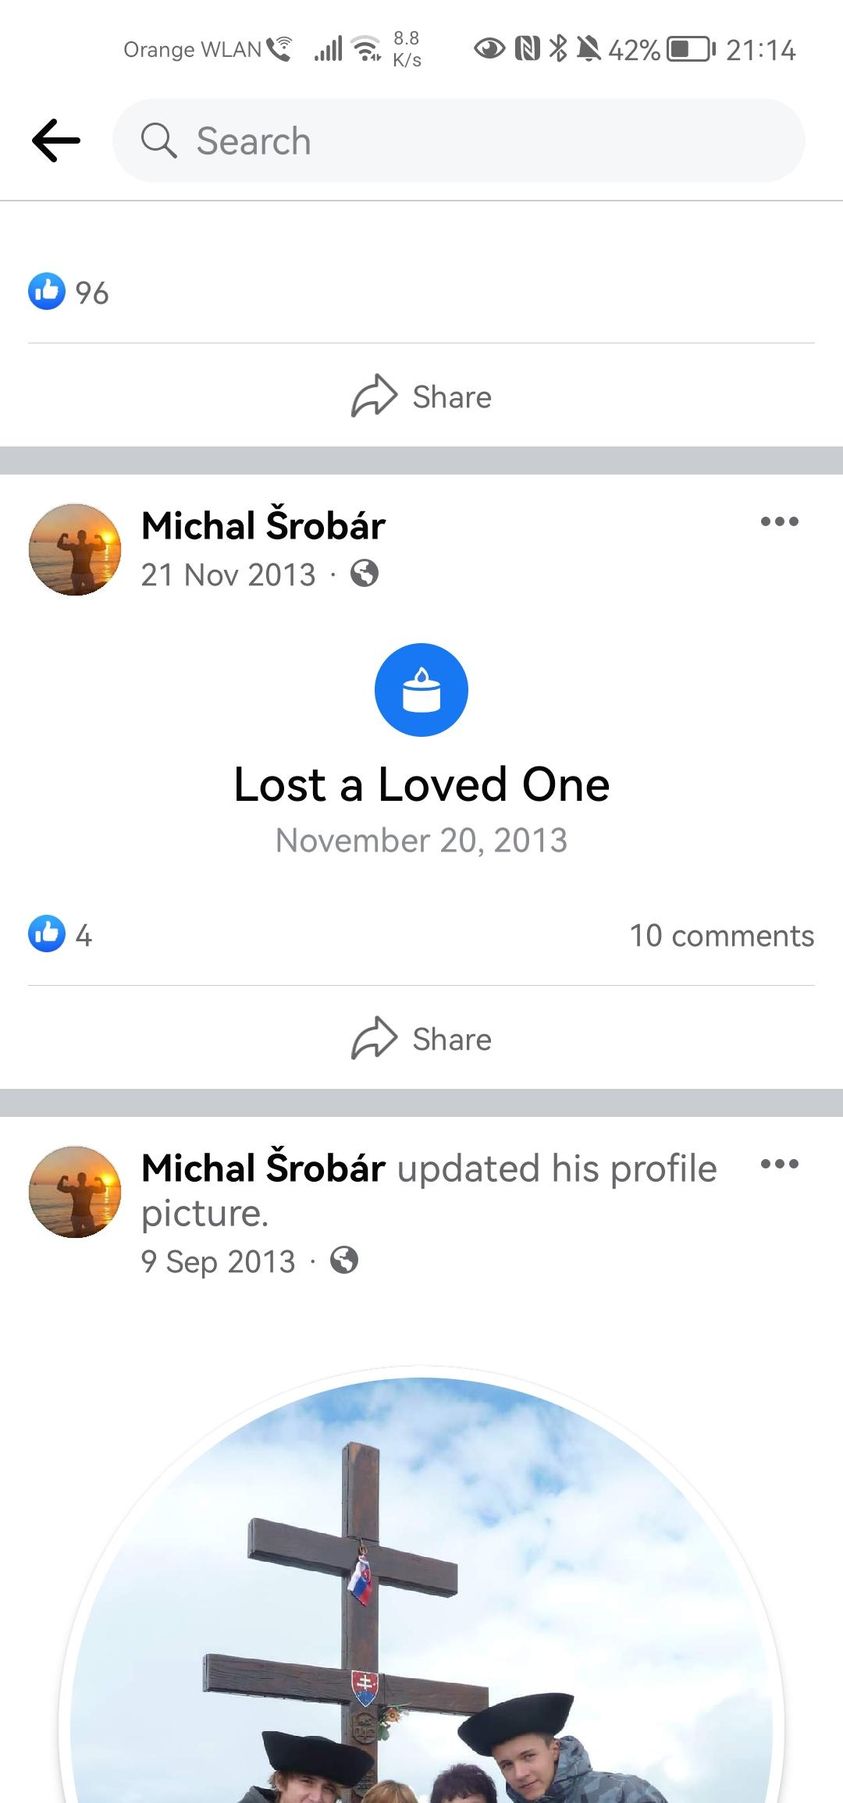 Orange WLAN 8.8 K/s 42% 21:14
Search
96
Share
Michal Šrobár
21 Nov 2013 ·
Lost a Loved One
November 20, 2013
4 10 comments
Share
Michal Šrobár updated his profile
picture.
9 Sep 2013 ·